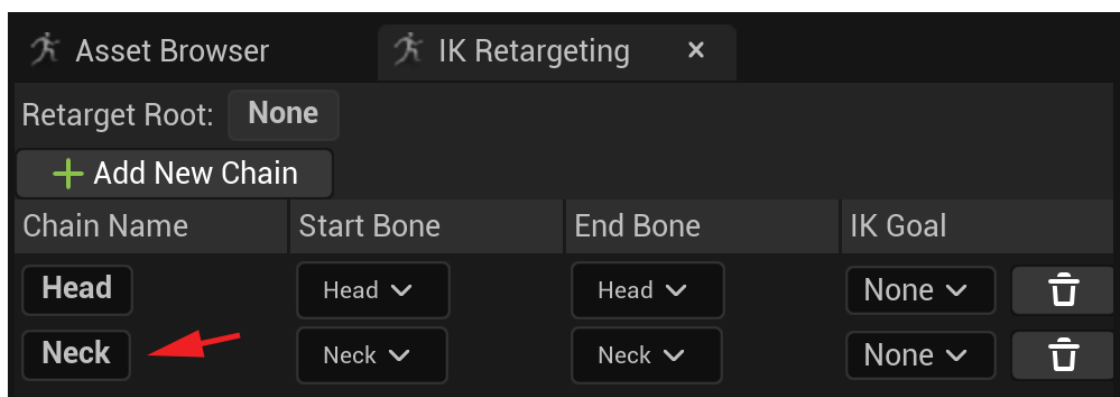 Asset Browser IK Retargeting ×
Retarget Root: None
+ Add New Chain
Chain Name Start Bone End Bone IK Goal
Head Head Head None
Neck Neck Neck None